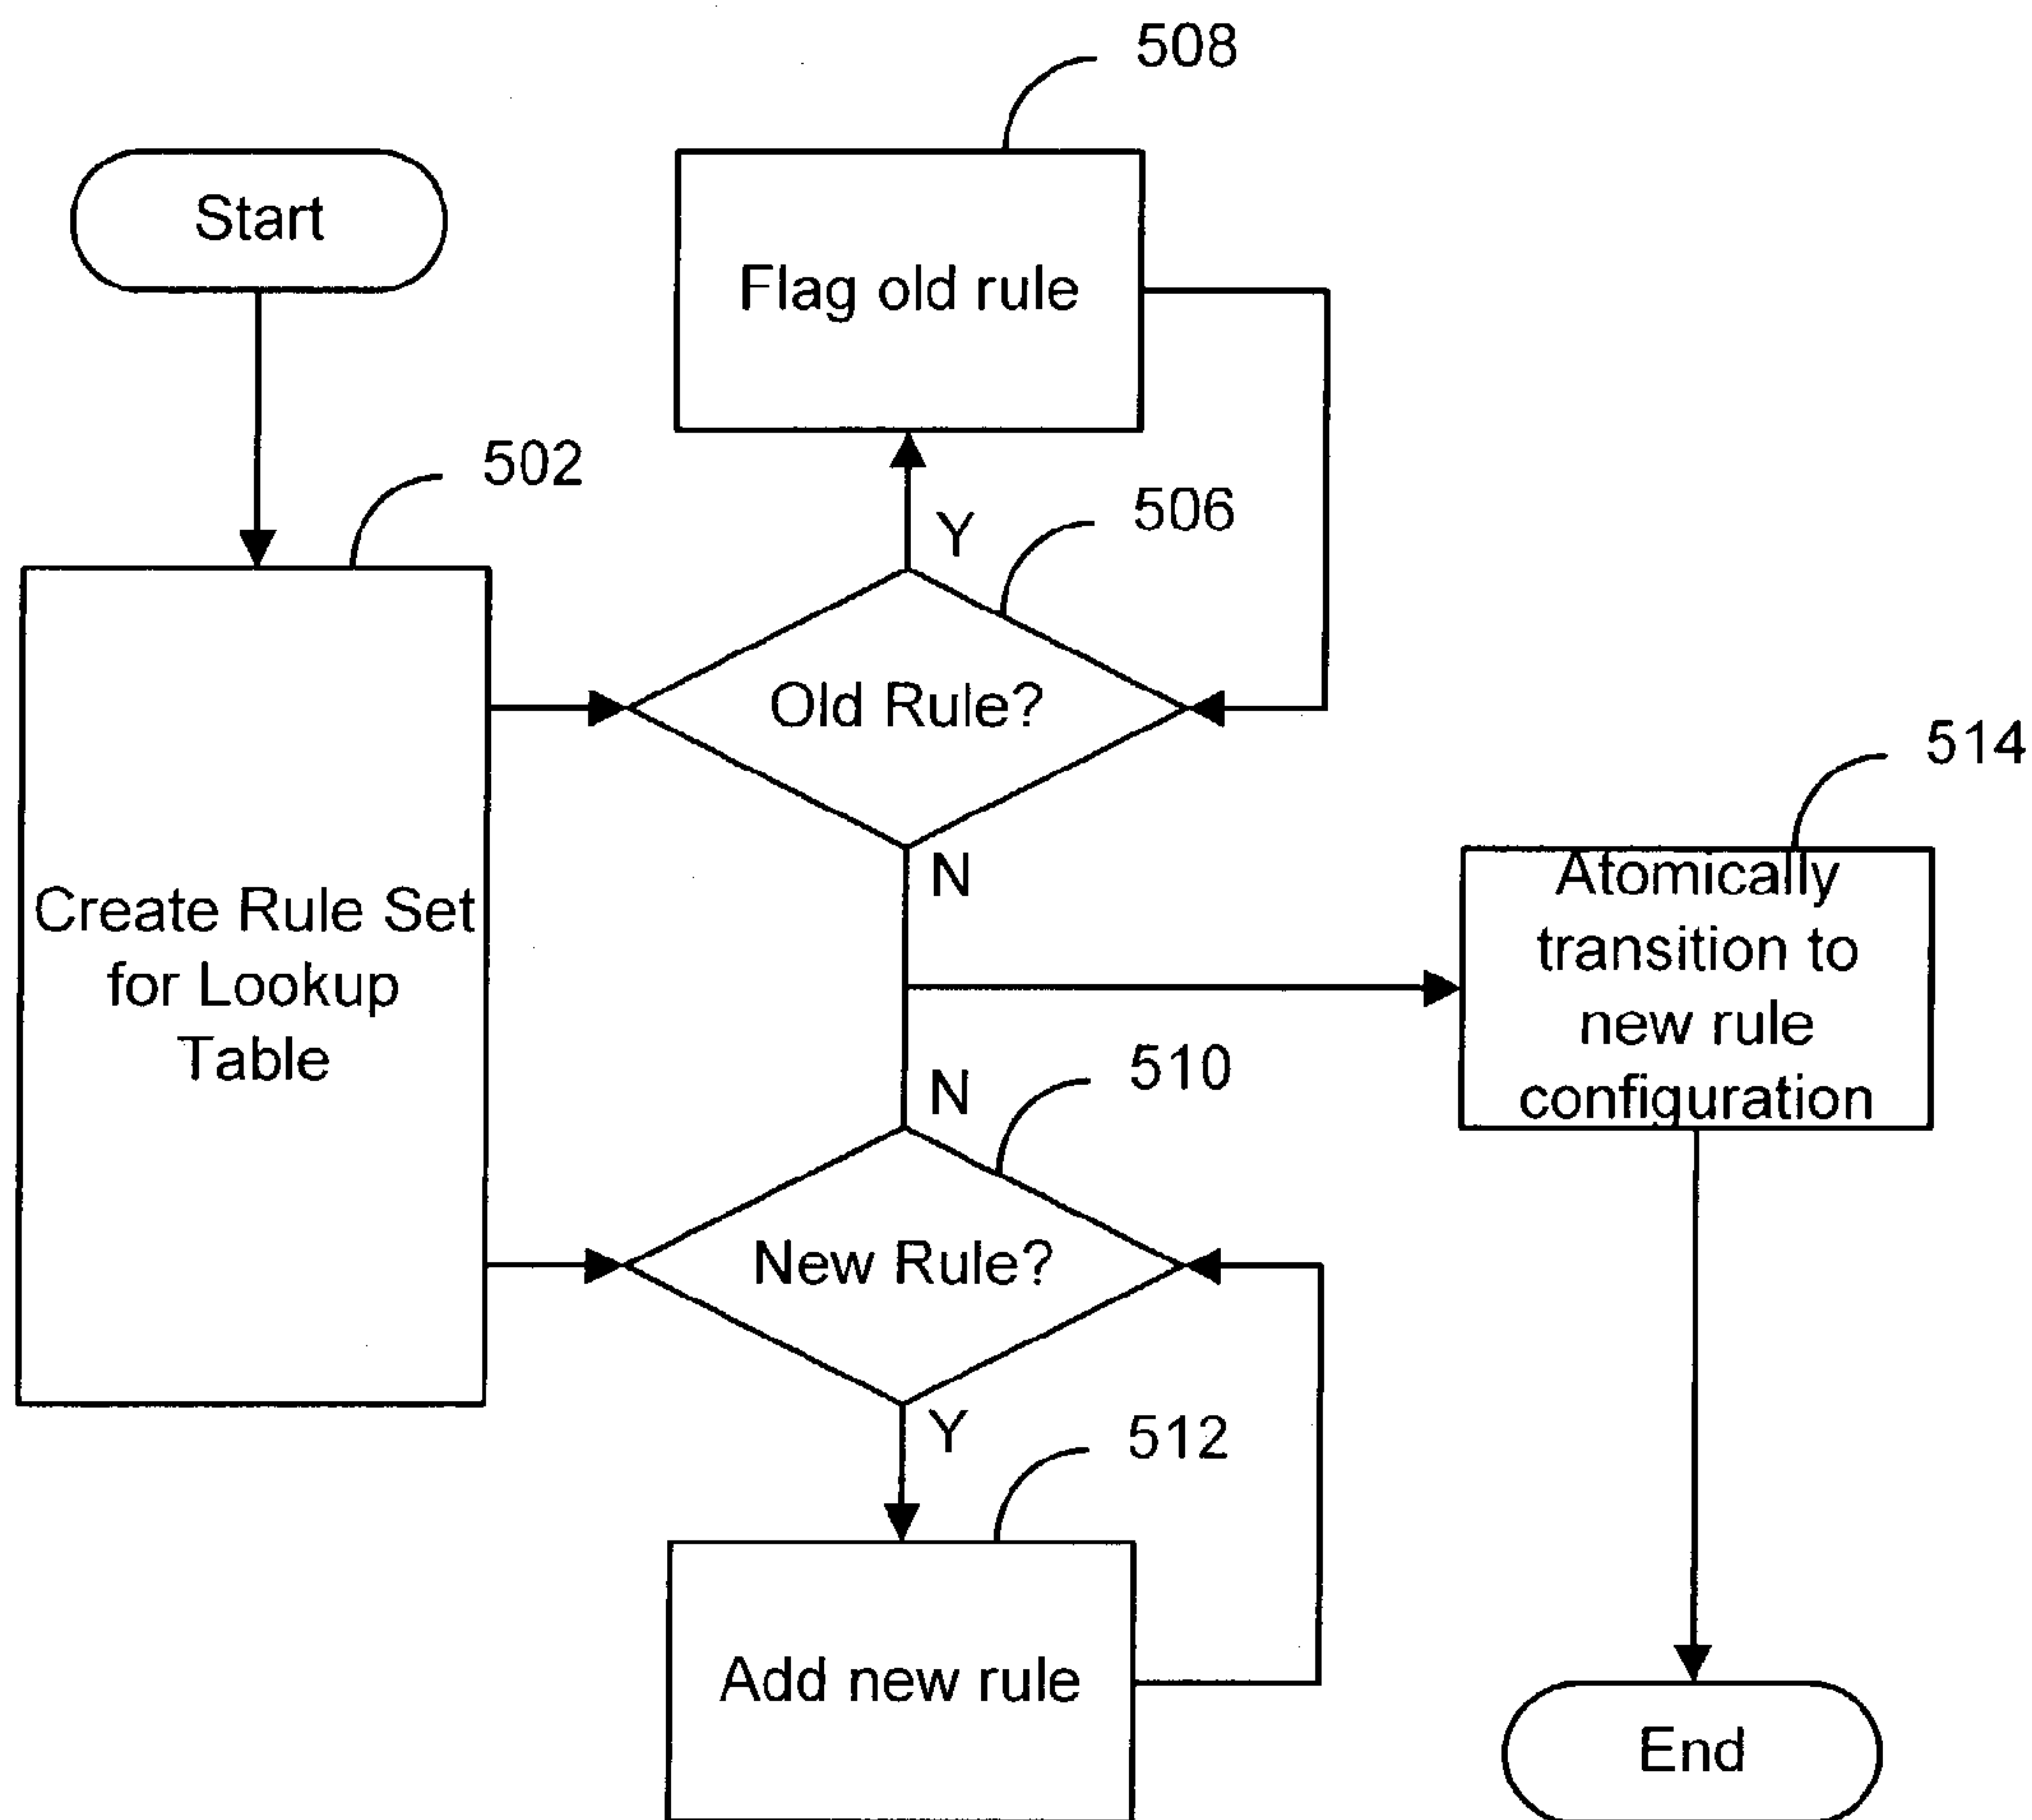 508
Start
Flag old rule
502
506
Y
Old Rule?
514
N
Create Rule Set
for Lookup
Table
Atomically
transition to
new rule
configuration
N
510
New Rule?
Y
512
Add new rule
End